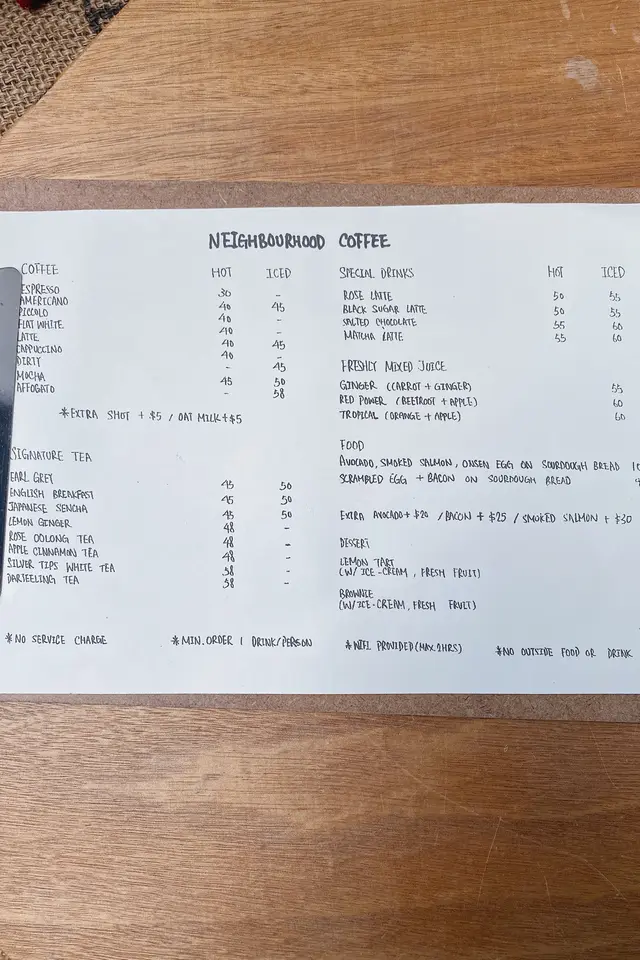 NEIGHBOURHOOD COFFEE
COFFEE HOT ICED
ESPRESSO 30 -
AMERICANO 40 45
PICCOLO 40 -
FLAT WHITE 40 -
LATTE 40 45
CAPPUCCINO 40 -
DIRTY - 45
MOCHA 45 50
AFFOGATO - 58
*EXTRA SHOT + $5 / OAT MILK +$5
SIGNATURE TEA
EARL GREY 45 50
ENGLISH BREAKFAST 45 50
JAPANESE SENCHA 45 50
LEMON GINGER 48 -
ROSE OOLONG TEA 48 -
APPLE CINNAMON TEA 48 -
SILVER TIPS WHITE TEA 58 -
DARJEELING TEA 58 -
SPECIAL DRINKS HOT ICED
ROSE LATTE 50 55
BLACK SUGAR LATTE 50 55
SALTED CHOCOLATE 55 60
MATCHA LATTE 55 60
FRESHLY MIXED JUICE
GINGER (CARROT + GINGER) 55
RED POWER (BEETROOT + APPLE) 60
TROPICAL (ORANGE + APPLE) 60
FOOD
AVOCADO, SMOKED SALMON, ONSEN EGG ON SOURDOUGH BREAD
SCRAMBLED EGG + BACON ON SOURDOUGH BREAD
EXTRA AVOCADO + $20 / BACON + $25 / SMOKED SALMON + $30
DESSERT
LEMON TART
(W/ ICE-CREAM, FRESH FRUIT)
BROWNIE
(W/ ICE-CREAM, FRESH FRUIT)
*NO SERVICE CHARGE *MIN. ORDER 1 DRINK/PERSON *WIFI PROVIDED (MAX. 2HRS) *NO OUTSIDE FOOD OR DRINK